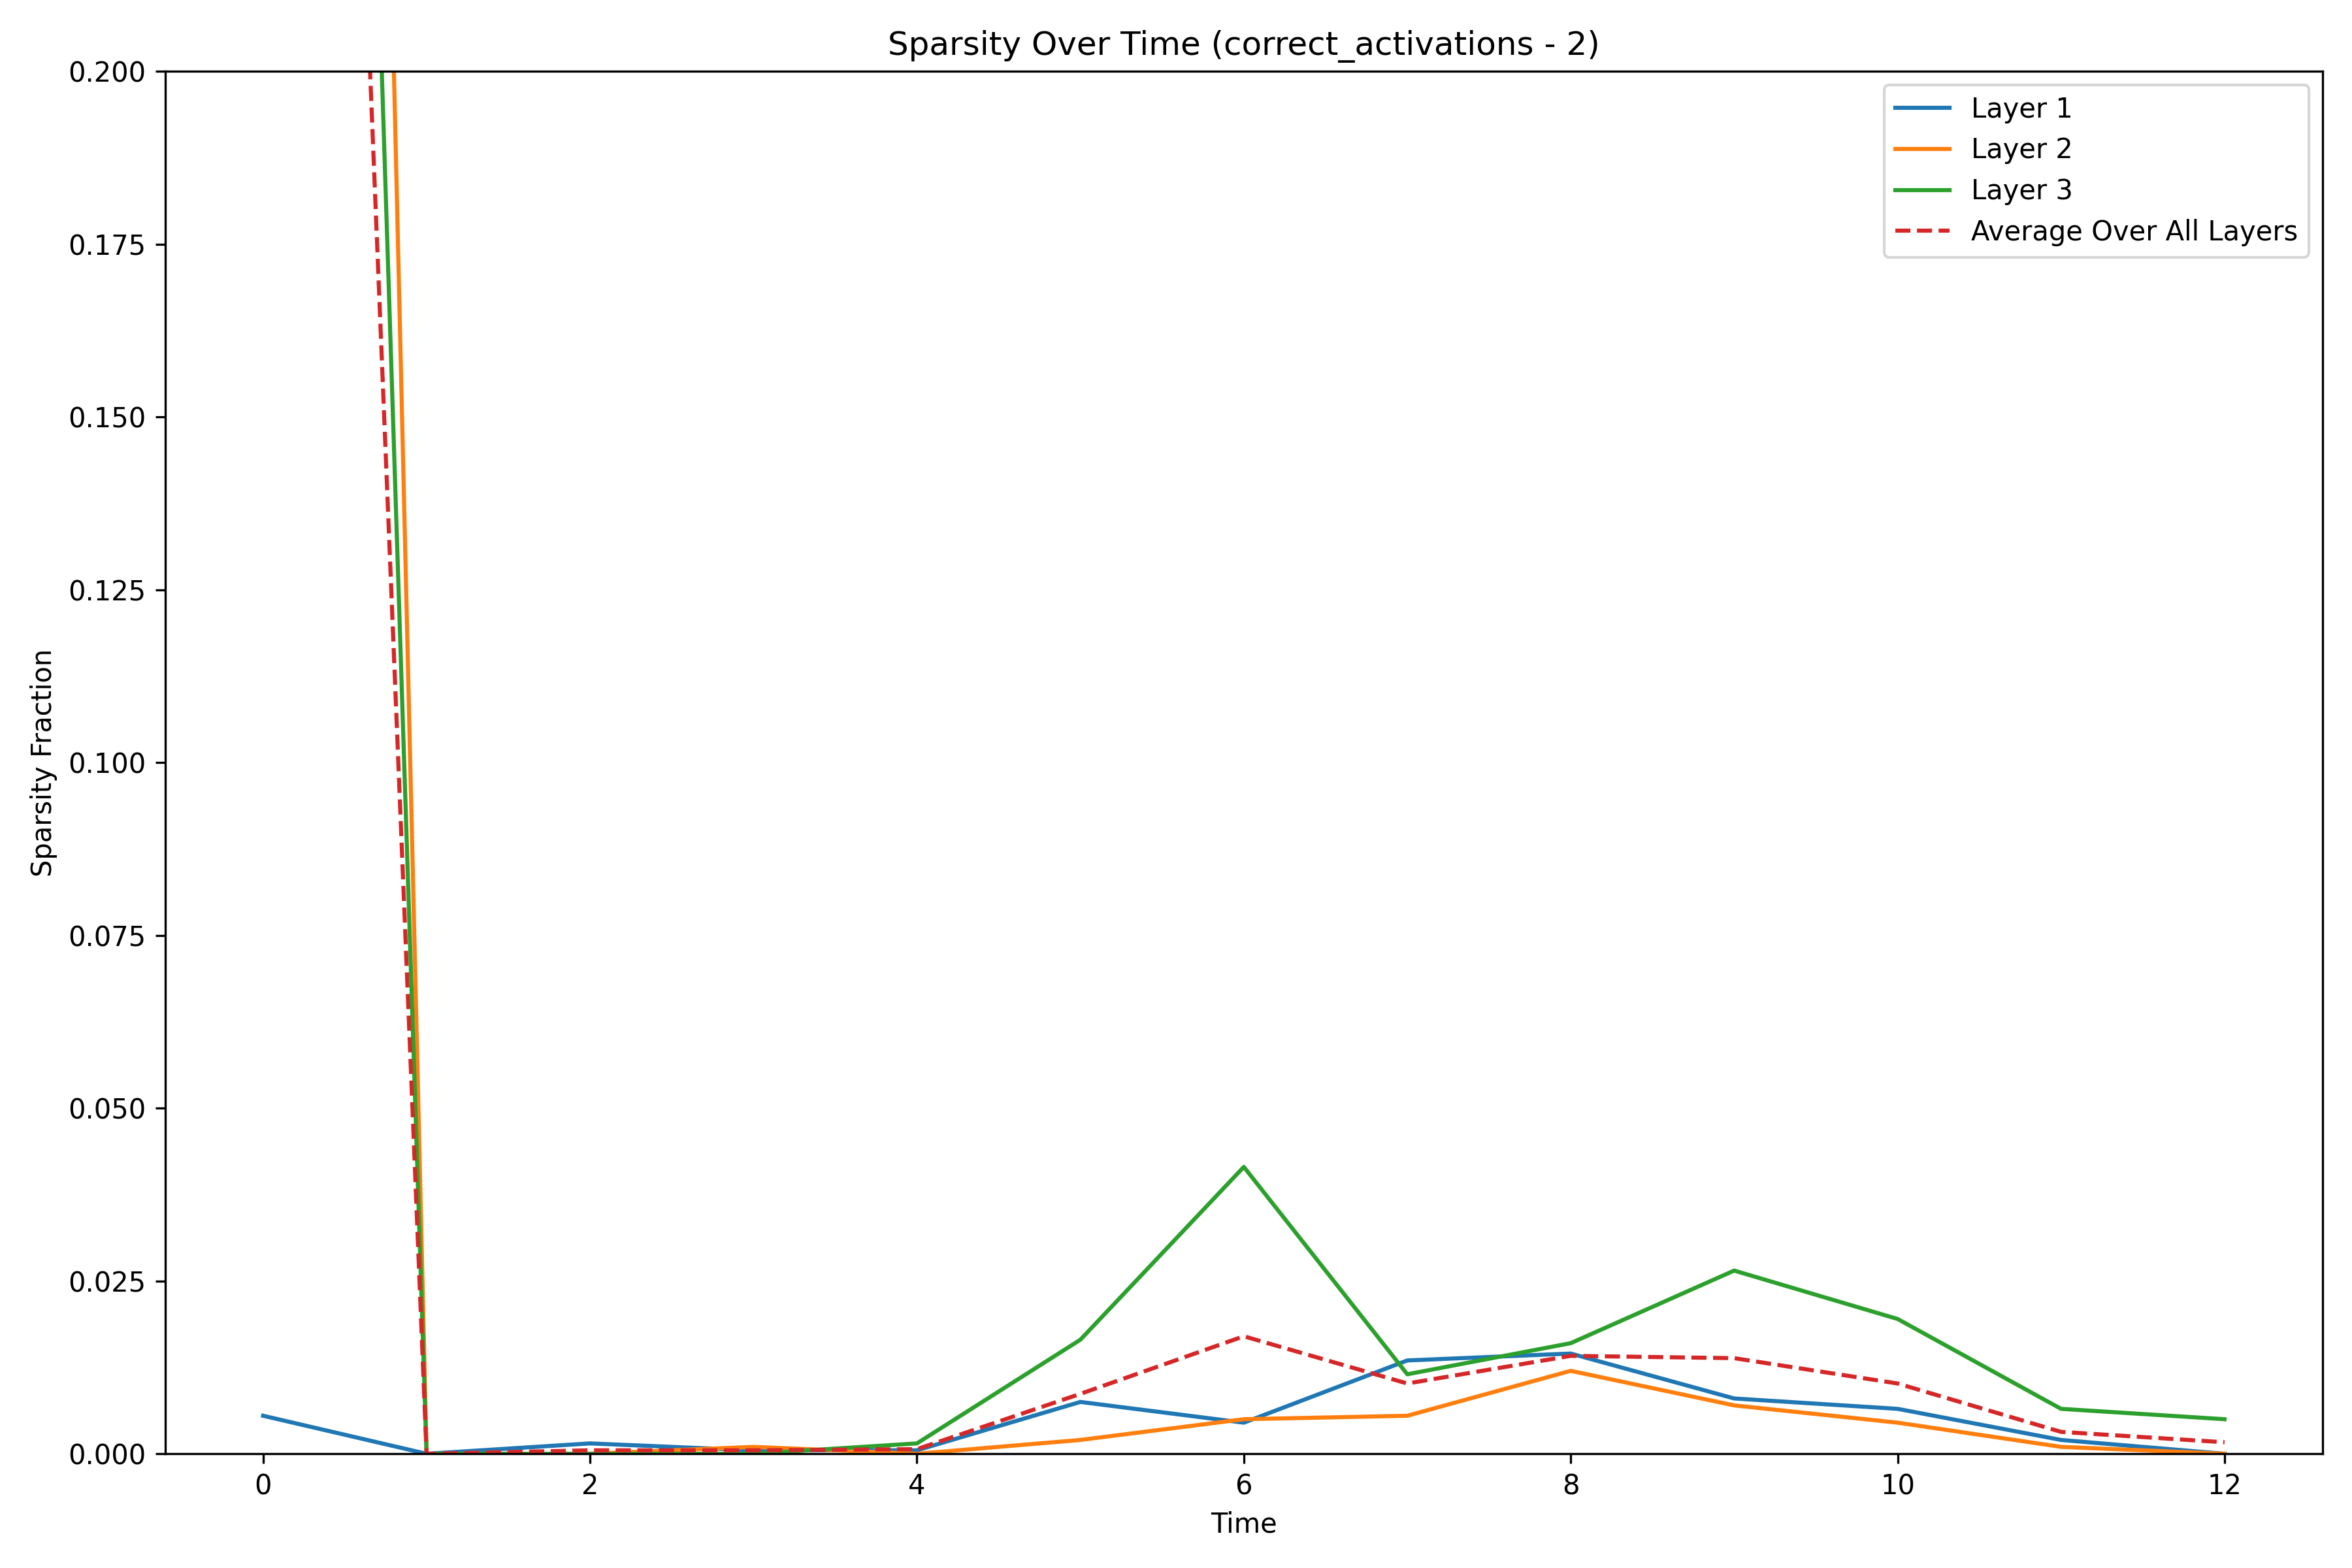 Sparsity Over Time (correct_activations - 2)
0.200
0.175
0.150
0.125
0.100
0.075
0.050
0.025
0.000
Sparsity Fraction
Layer 1
Layer 2
Layer 3
Average Over All Layers
0 2 4 6 8 10 12
Time